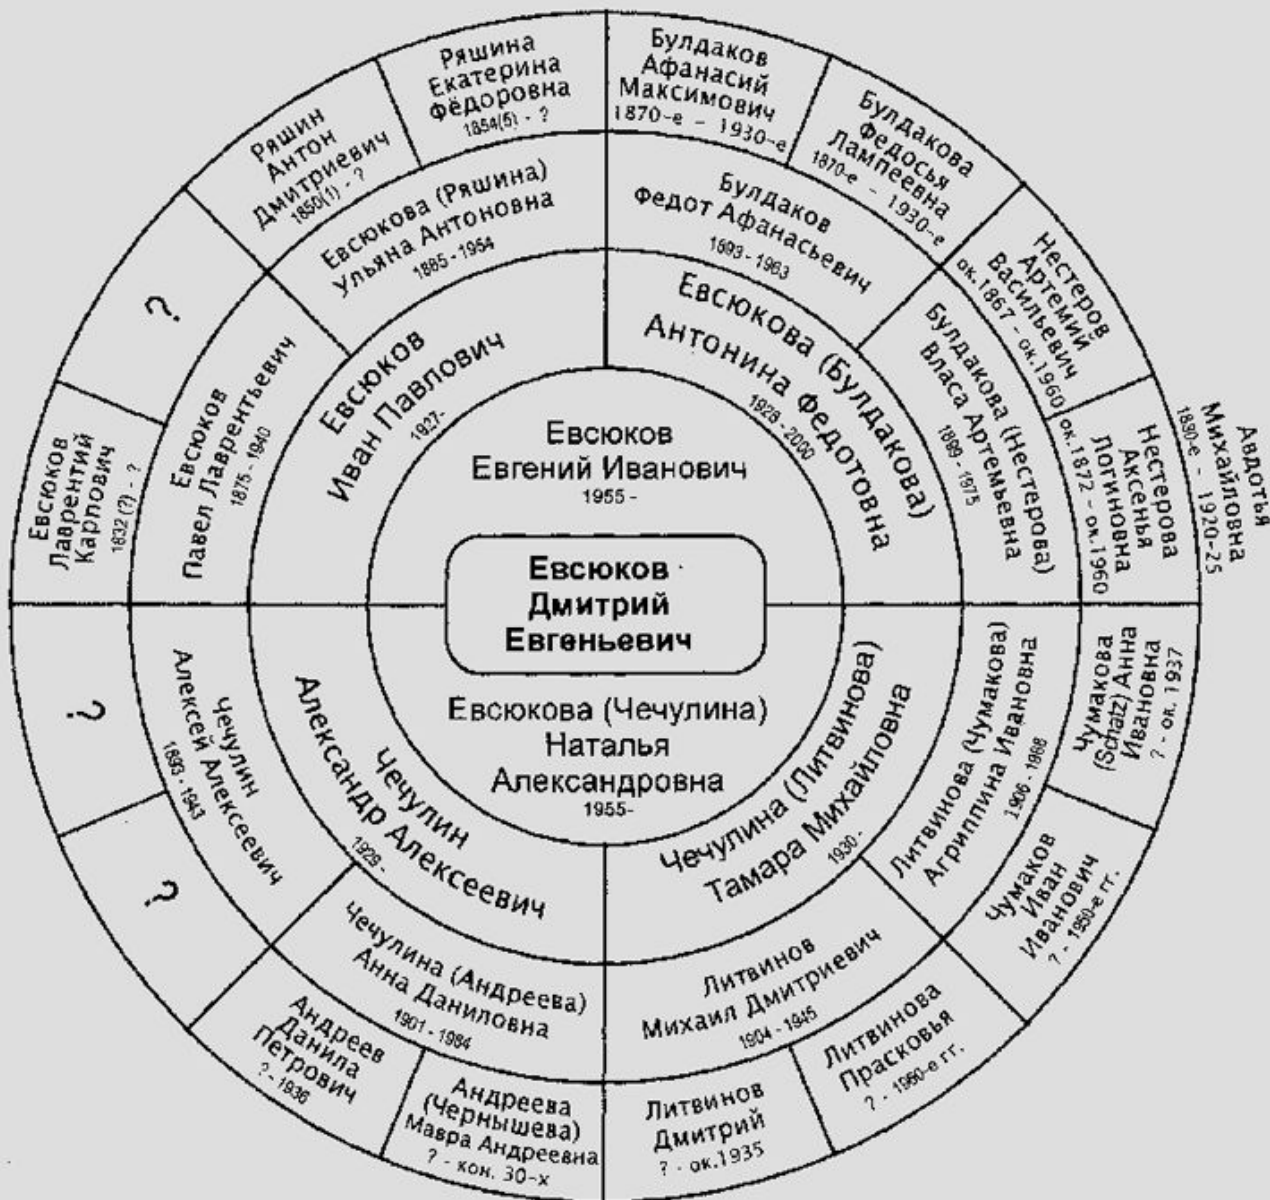 Ряшин
Антон
Дмитриевич
1850(1) - ?
Ряшина
Екатерина
Фёдоровна
1854(5) - ?
Булдаков
Афанасий
Максимович
1870-е - 1930-е
Булдакова
Федосья
Лампеевна
1870-е - 1930-е
Нестеров
Артемий
Васильевич
ок.1867 - ок.1960
Нестерова
Аксенья
Логиновна
ок.1872 - ок.1960
Авдотья
Михайловна
1830-е - 1920-25
?
Евсюков
Лаврентий
Карпович
1832(?) - ?
Евсюков
Павел Лаврентьевич
1875 - 1940
Евсюкова (Ряшина)
Ульяна Антоновна
1885 - 1954
Булдаков
Федот Афанасьевич
1893 - 1963
Булдакова (Нестерова)
Власа Артемьевна
1899 - 1975
Евсюков
Иван Павлович
1927-
Евсюкова (Булдакова)
Антонина Федотовна
1928 - 2000
Евсюков
Евгений Иванович
1955 -
Евсюков
Дмитрий
Евгеньевич
Евсюкова (Чечулина)
Наталья
Александровна
1955-
Чечулин
Александр Алексеевич
1929 -
Чечулина (Литвинова)
Тамара Михайловна
1930 -
Чечулин
Алексей Алексеевич
1893 - 1943
Чечулина (Андреева)
Анна Даниловна
1901 - 1984
Литвинов
Михаил Дмитриевич
1904 - 1945
Литвинова (Чумакова)
Агриппина Ивановна
1906 - 1988
?
?
Андреев
Данила
Петрович
? - 1936
Андреева
(Чернышева)
Мавра Андреевна
? - кон. 30-х
Литвинов
Дмитрий
? - ок.1935
Литвинова
Прасковья
? - 1960-е гг.
Чумаков
Иван
Иванович
? - 1950-е гг.
Чумакова
(Schatz) Анна
Ивановна
? - ок. 1937